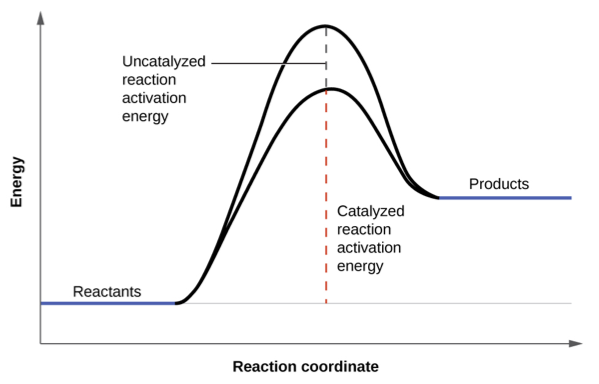 Uncatalyzed
reaction
activation
energy
Energy
Products
Catalyzed
reaction
activation
energy
Reactants
Reaction coordinate